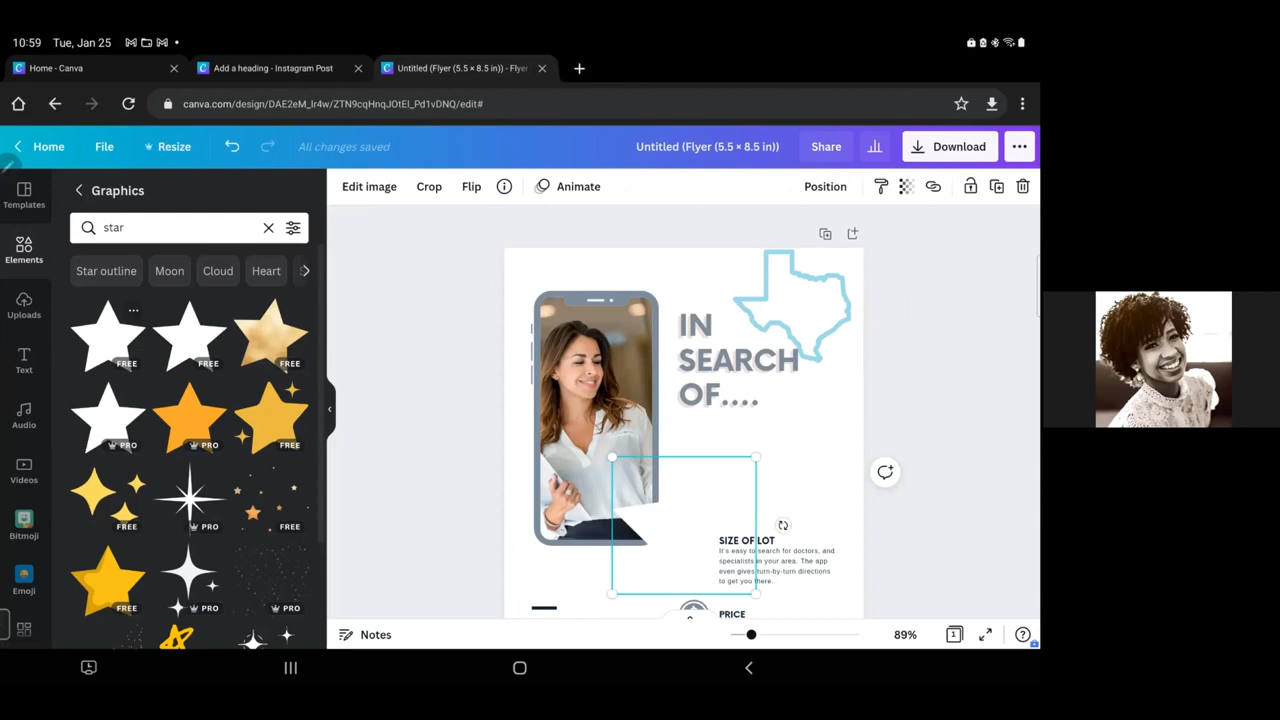 10:59 Tue, Jan 25
Home - Canva
Add a heading - Instagram Post
Untitled (Flyer (5.5 × 8.5 in)) - Flyer
canva.com/design/DAE2eM_Ir4w/ZTN9cqHnqJOtEl_Pd1vDNQ/edit#
Home
File
Resize
All changes saved
Untitled (Flyer (5.5 × 8.5 in))
Share
Download
Templates
Elements
Uploads
Text
Audio
Videos
Bitmoji
Emoji
Graphics
star
Star outline
Moon
Cloud
Heart
FREE
FREE
FREE
PRO
PRO
FREE
FREE
PRO
FREE
FREE
PRO
PRO
Edit image
Crop
Flip
Animate
Position
IN
SEARCH
OF....
SIZE OF LOT
It's easy to search for doctors, and
specialists in your area. The app
even gives turn-by-turn directions
to get you there.
PRICE
Notes
89%
1